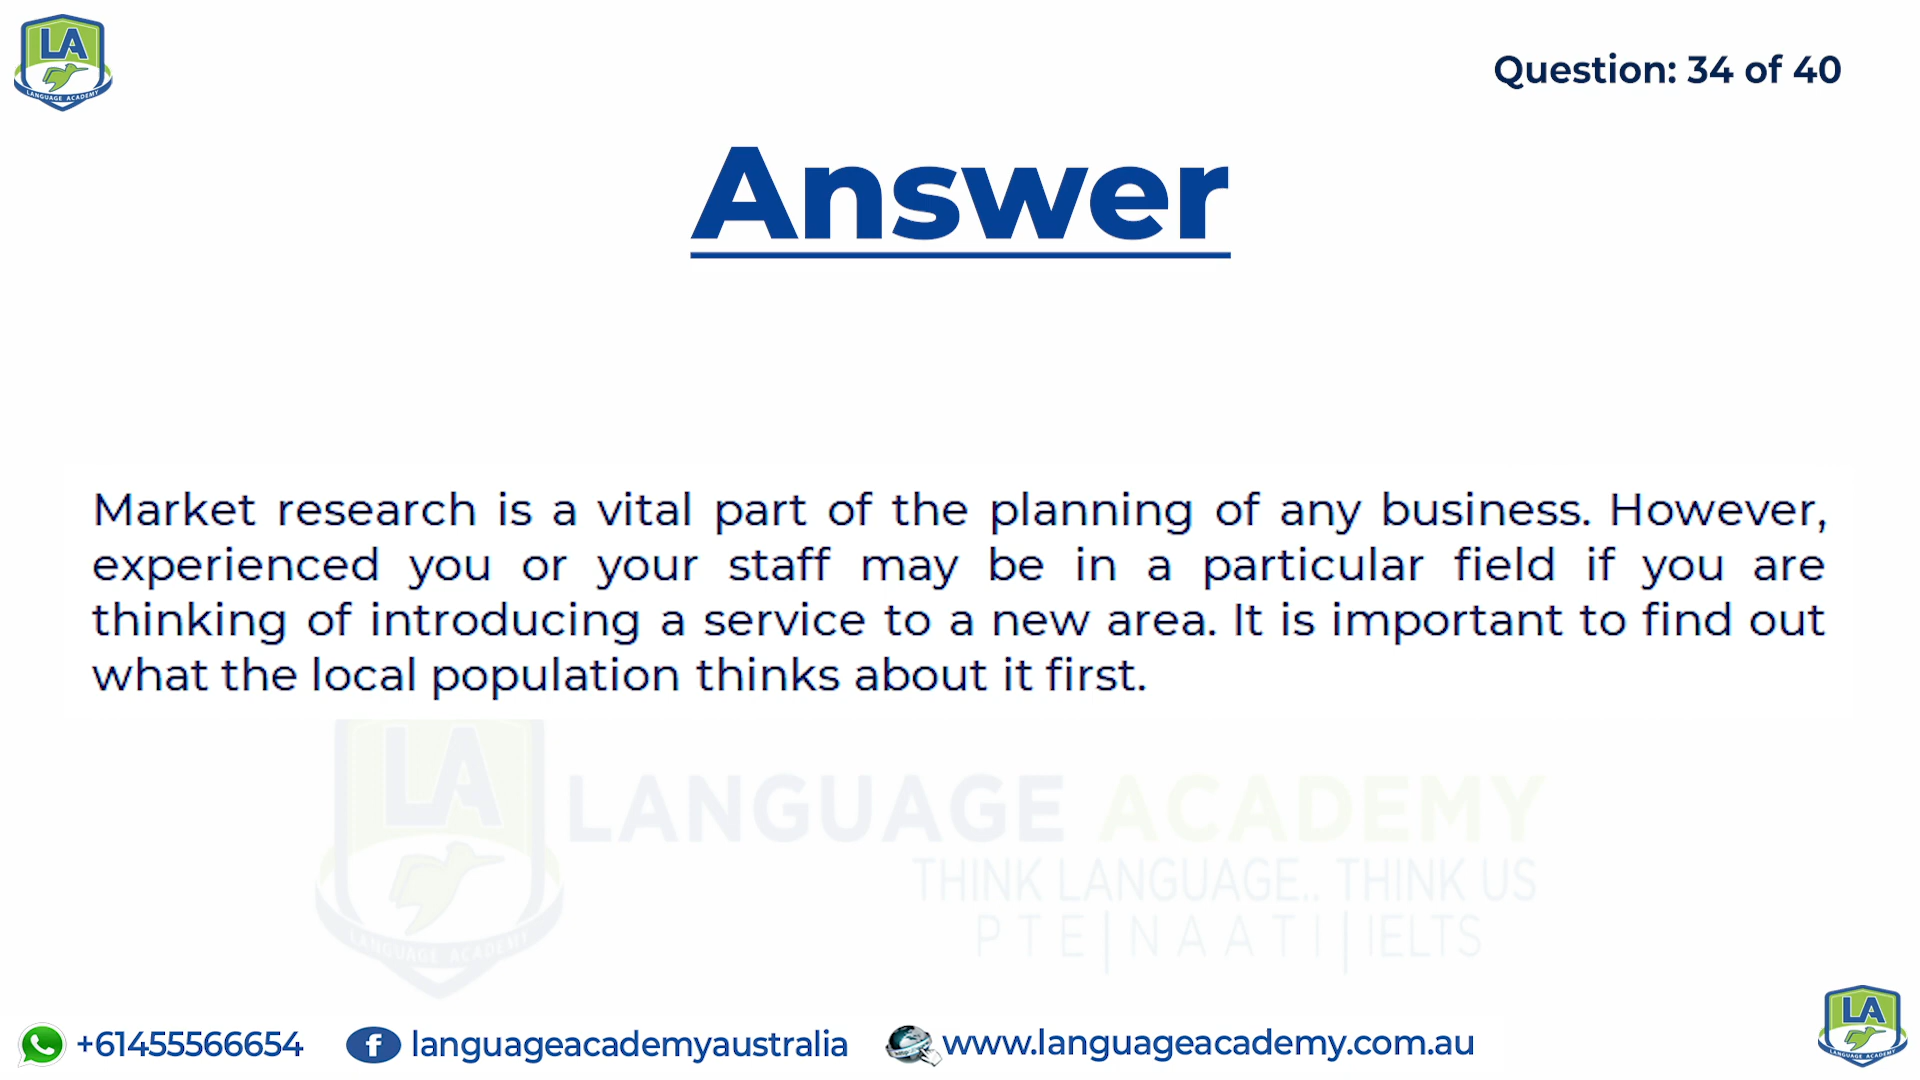 LA
LANGUAGE ACADEMY
Question: 34 of 40
Answer
Market research is a vital part of the planning of any business. However,
experienced you or your staff may be in a particular field if you are
thinking of introducing a service to a new area. It is important to find out
what the local population thinks about it first.
LA
LANGUAGE ACADEMY
LANGUAGE ACADEMY
THINK LANGUAGE.. THINK US
PTE|NAATI|IELTS
+61455566654
languageacademyaustralia
www.languageacademy.com.au
LA
LANGUAGE ACADEMY